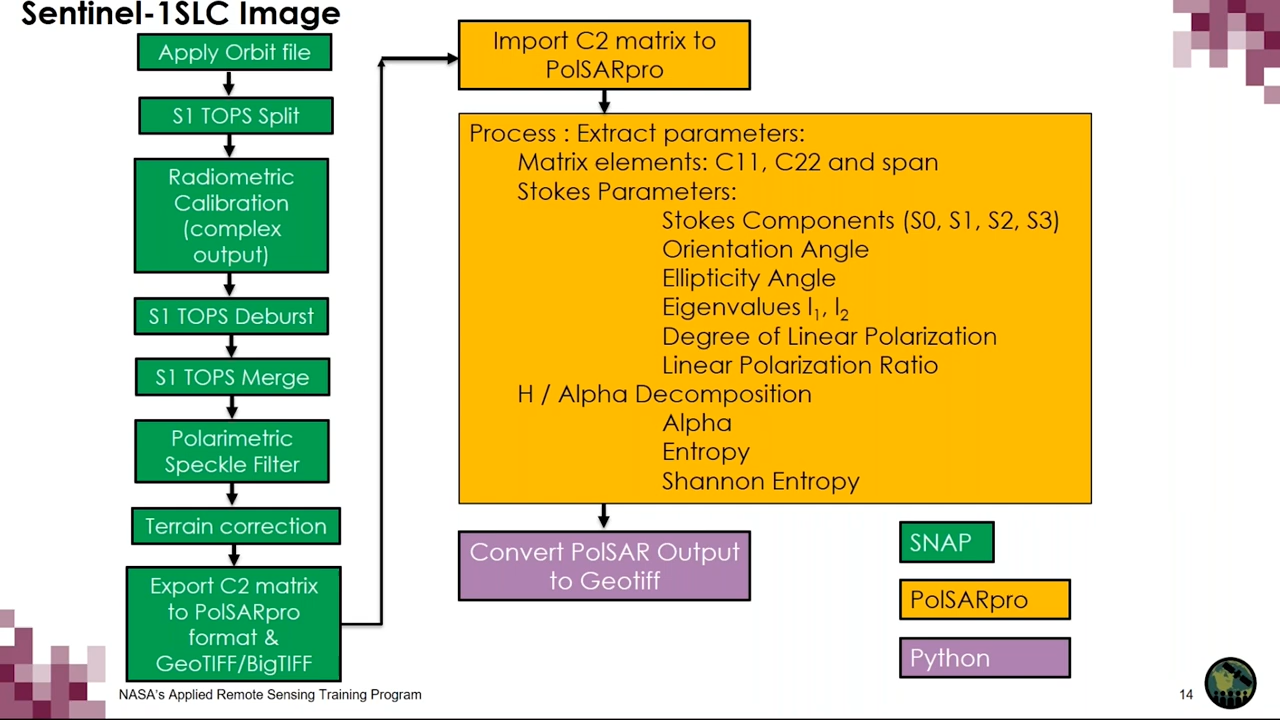 Sentinel-1SLC Image
Apply Orbit file
S1 TOPS Split
Radiometric
Calibration
(complex
output)
S1 TOPS Deburst
S1 TOPS Merge
Polarimetric
Speckle Filter
Terrain correction
Export C2 matrix
to PolSARpro
format &
GeoTIFF/BigTIFF
Import C2 matrix to
PolSARpro
Process : Extract parameters:
Matrix elements: C11, C22 and span
Stokes Parameters:
Stokes Components (S0, S1, S2, S3)
Orientation Angle
Ellipticity Angle
Eigenvalues l₁, l₂
Degree of Linear Polarization
Linear Polarization Ratio
H / Alpha Decomposition
Alpha
Entropy
Shannon Entropy
Convert PolSAR Output
to Geotiff
SNAP
PolSARpro
Python
NASA's Applied Remote Sensing Training Program
14